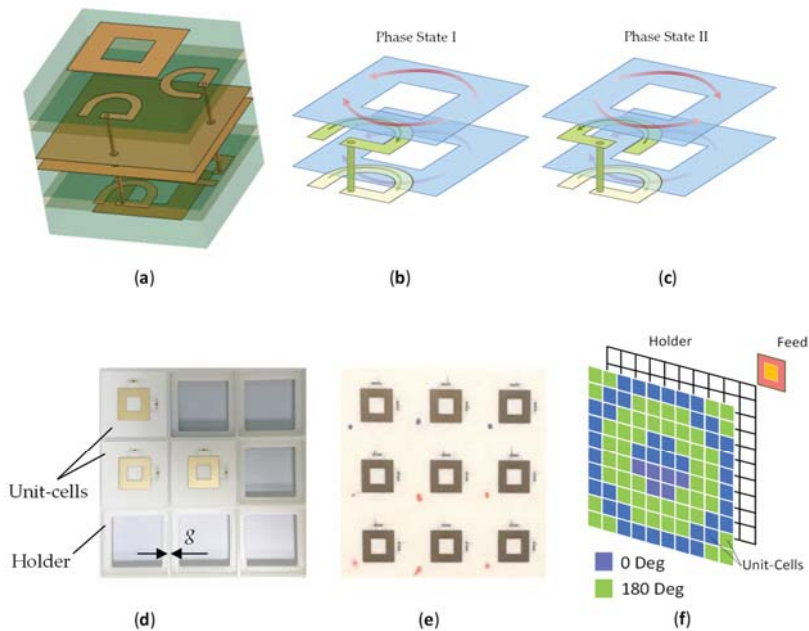 Phase State I
Phase State II
(a)
(b)
(c)
Unit-cells
Holder
g
(d)
(e)
Holder
Feed
0 Deg
180 Deg
Unit-Cells
(f)